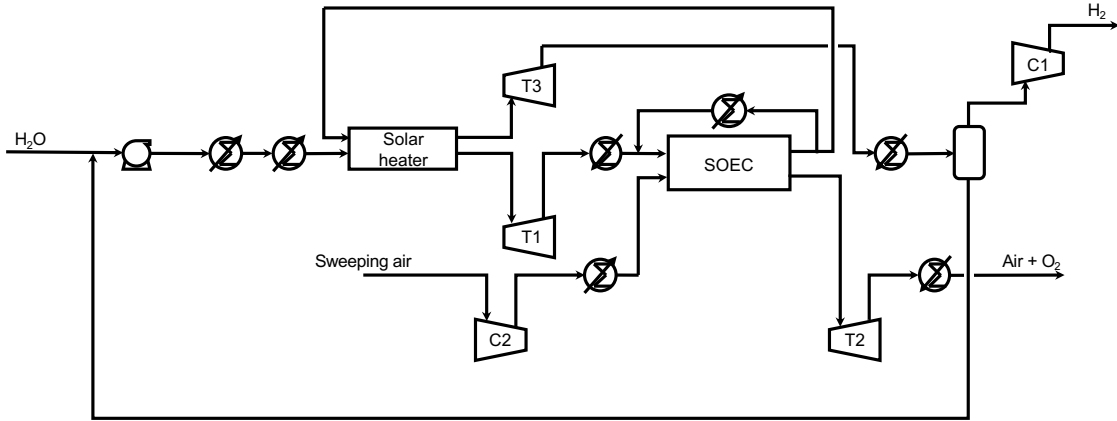 H₂
C1
T3
H₂O
Solar
heater
SOEC
T1
Sweeping air
Air + O₂
C2
T2